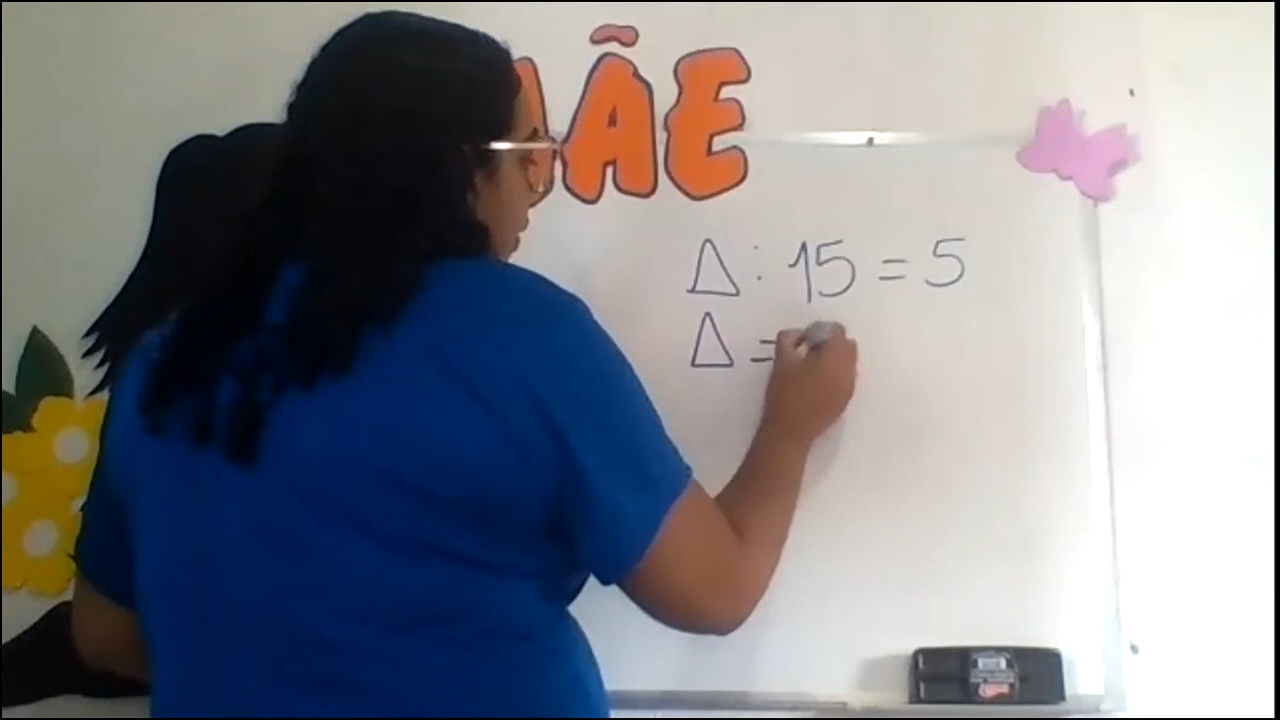 ÃE
Δ : 15 = 5
Δ =